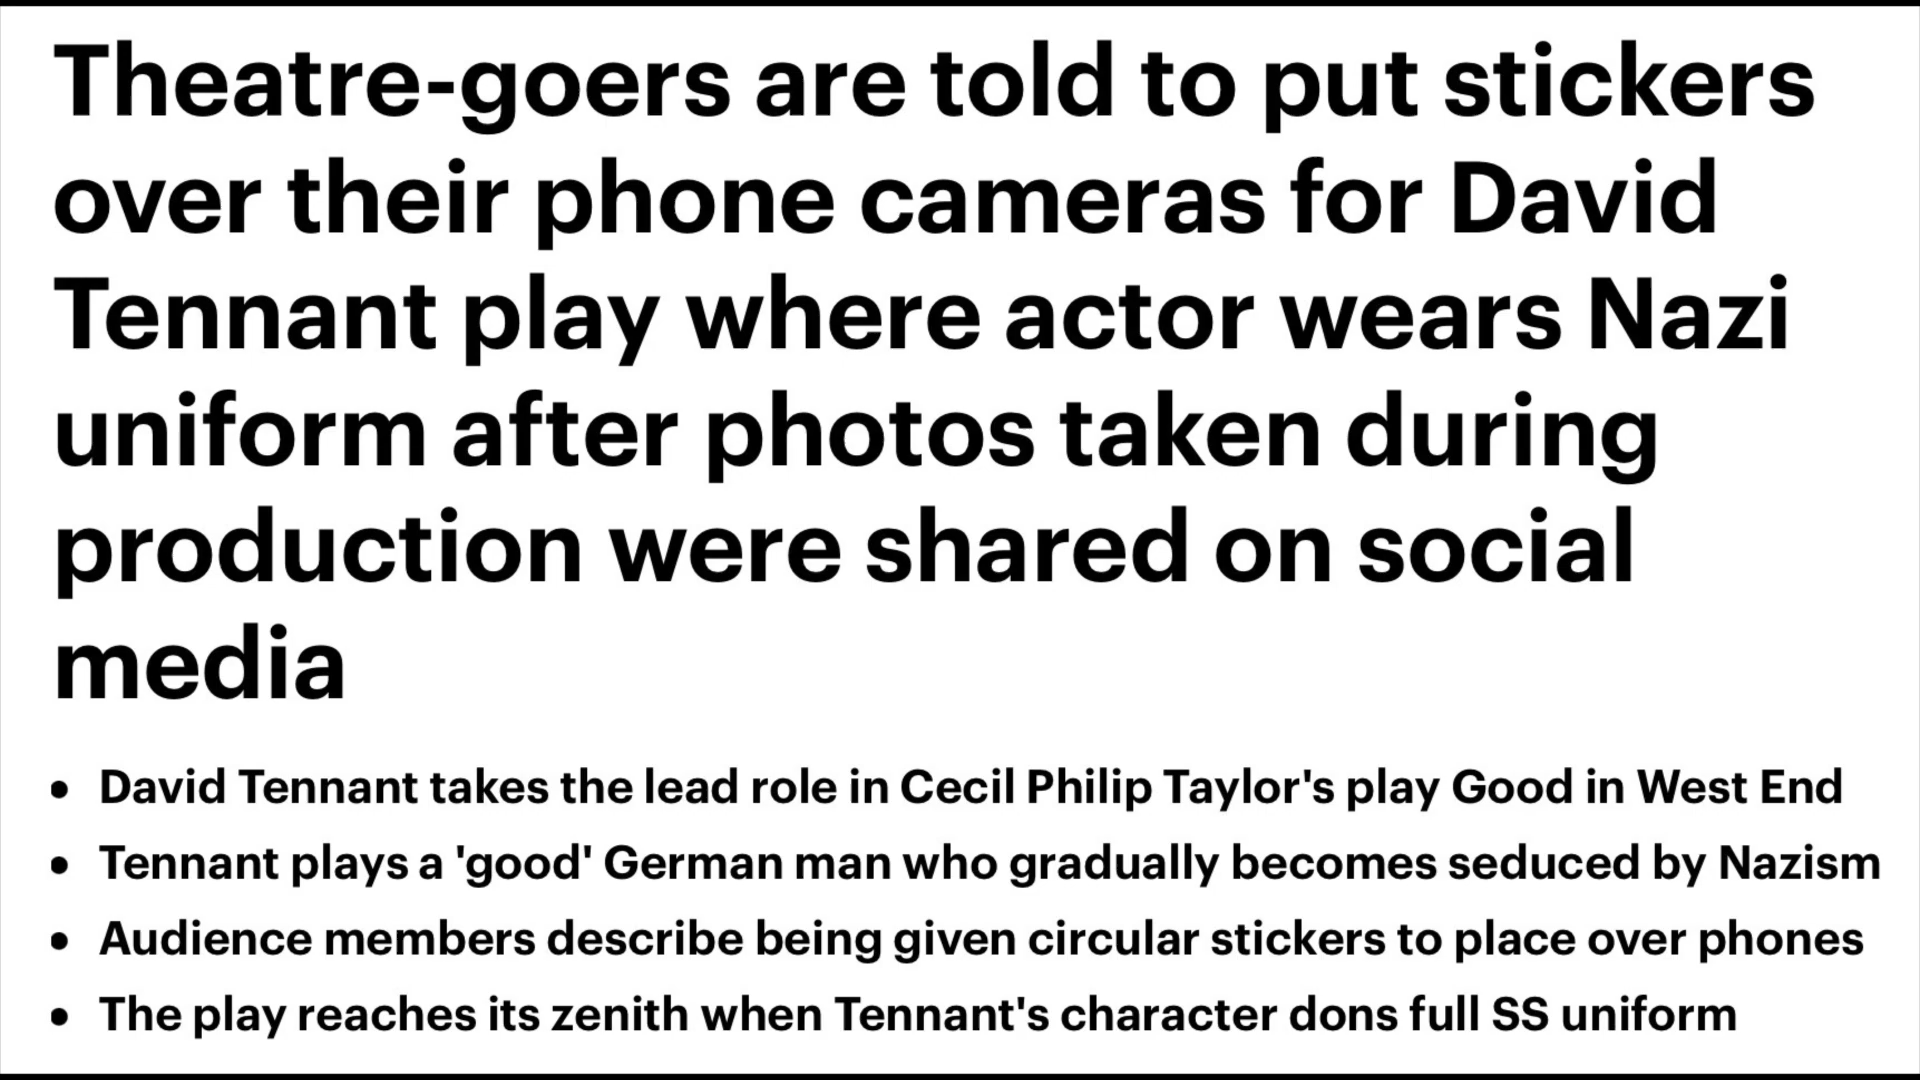 Theatre-goers are told to put stickers
over their phone cameras for David
Tennant play where actor wears Nazi
uniform after photos taken during
production were shared on social
media
• David Tennant takes the lead role in Cecil Philip Taylor's play Good in West End
• Tennant plays a 'good' German man who gradually becomes seduced by Nazism
• Audience members describe being given circular stickers to place over phones
• The play reaches its zenith when Tennant's character dons full SS uniform